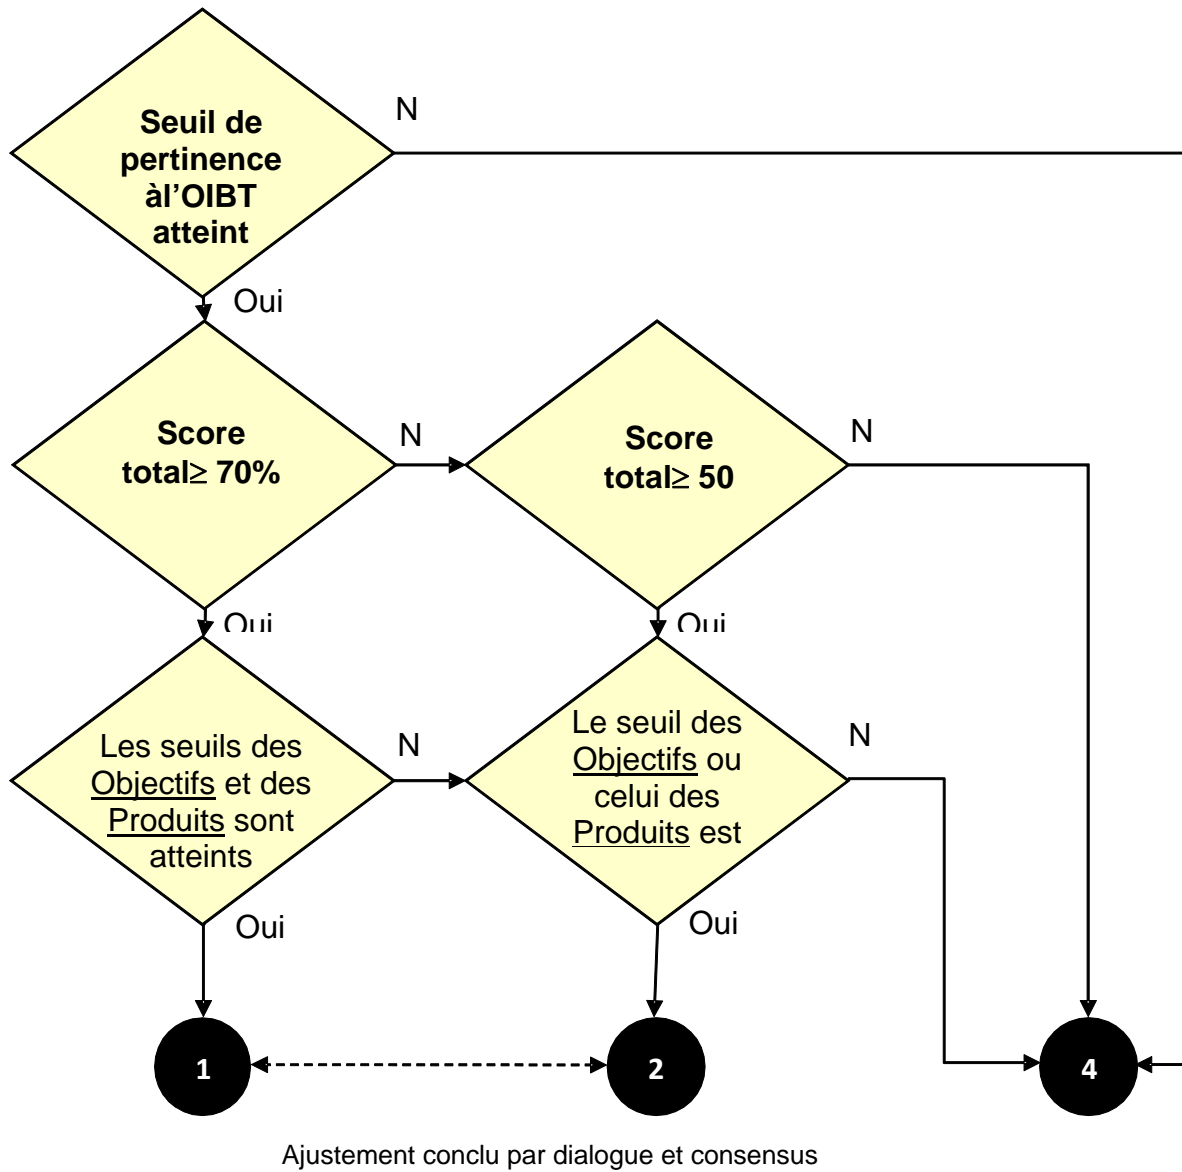 Seuil de
pertinence
àl’OIBT
atteint
N
Oui
Score
total≥ 70%
N
Score
total≥ 50
N
Oui
Oui
Les seuils des
Objectifs et des
Produits sont
atteints
N
Le seuil des
Objectifs ou
celui des
Produits est
N
Oui
Oui
1
2
4
Ajustement conclu par dialogue et consensus